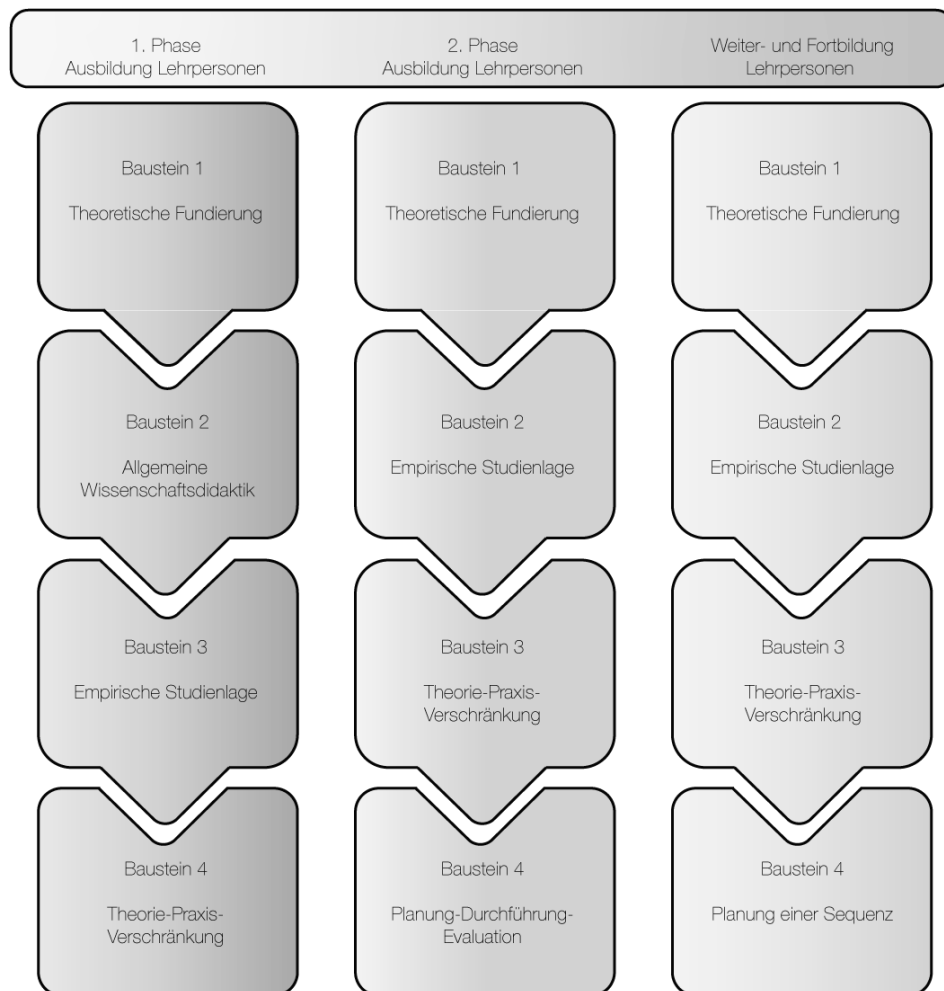 1. Phase
Ausbildung Lehrpersonen
2. Phase
Ausbildung Lehrpersonen
Weiter- und Fortbildung
Lehrpersonen
Baustein 1
Theoretische Fundierung
Baustein 2
Allgemeine
Wissenschaftsdidaktik
Baustein 3
Empirische Studienlage
Baustein 4
Theorie-Praxis-
Verschränkung
Baustein 1
Theoretische Fundierung
Baustein 2
Empirische Studienlage
Baustein 3
Theorie-Praxis-
Verschränkung
Baustein 4
Planung-Durchführung-
Evaluation
Baustein 1
Theoretische Fundierung
Baustein 2
Empirische Studienlage
Baustein 3
Theorie-Praxis-
Verschränkung
Baustein 4
Planung einer Sequenz